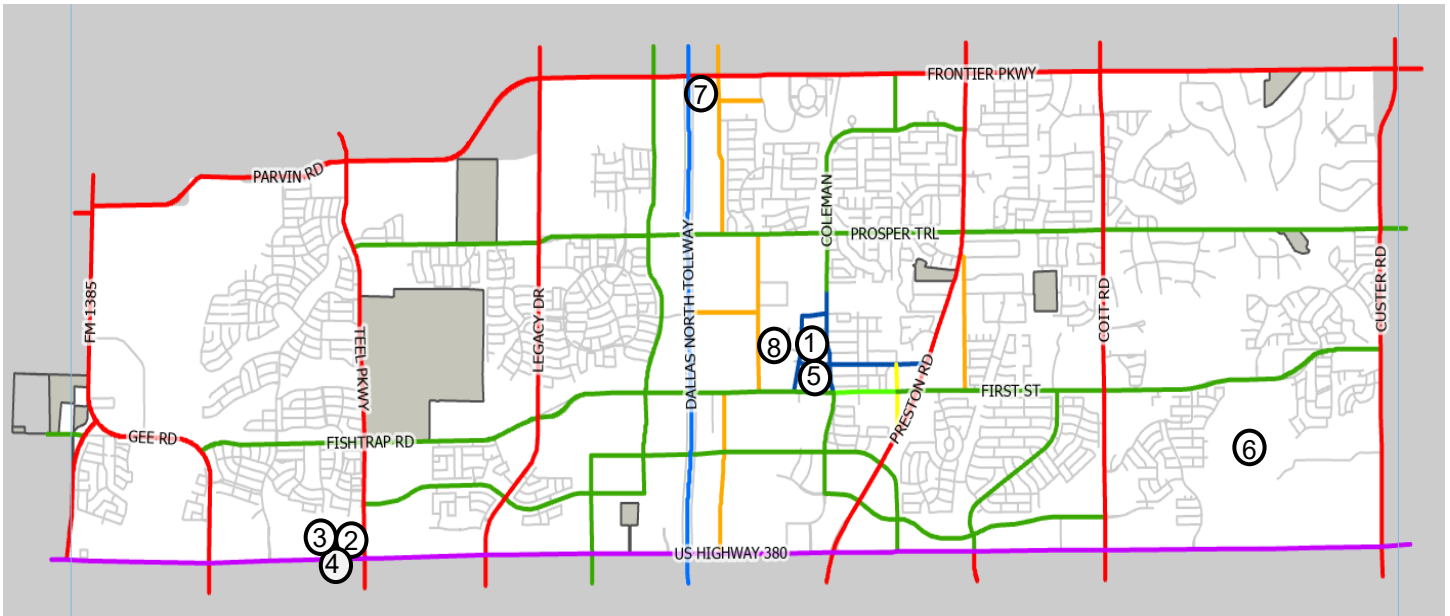 FRONTIER PKWY
7
PARVIN RD
COLEMAN
PROSPER TRL
DALLAS NORTH TOLLWAY
FM 1385
TEEL PKWY
LEGACY DR
COIT RD
CUSTER RD
8
1
5
PRESTON RD
FIRST ST
GEE RD
FISHTRAP RD
6
3
2
4
US HIGHWAY 380